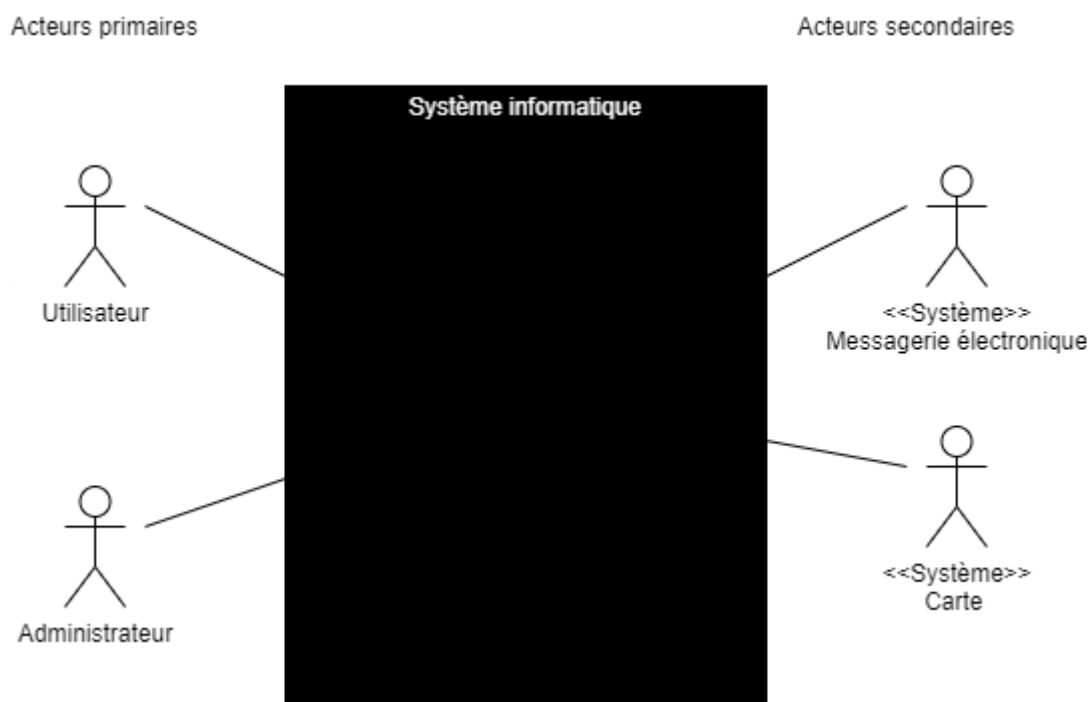 Acteurs primaires
Acteurs secondaires
Système informatique
Utilisateur
<<Système>>
Messagerie électronique
<<Système>>
Carte
Administrateur